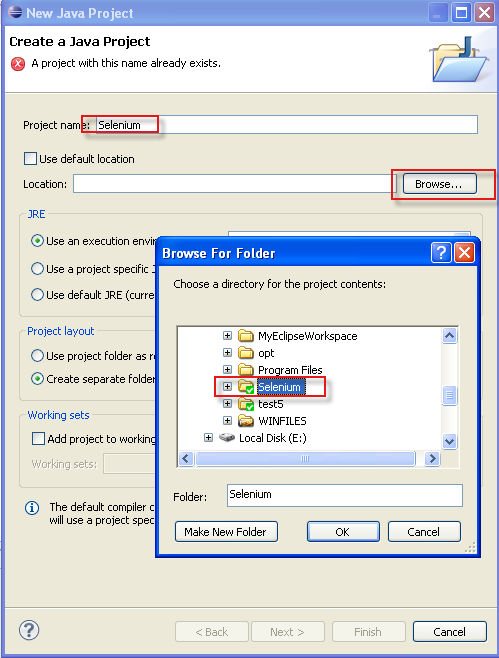 New Java Project
Create a Java Project
A project with this name already exists.
Project name: Selenium
Use default location
Location:
Browse...
JRE
Use an execution envi
Use a project specific J
Use default JRE (curre
Project layout
Use project folder as r
Create separate folder
Working sets
Add project to working
Working sets:
The default compiler c
will use a project spec
Browse For Folder
Choose a directory for the project contents:
MyEclipseWorkspace
opt
Program Files
Selenium
test5
WINFILES
Local Disk (E:)
Folder: Selenium
Make New Folder
OK
Cancel
< Back
Next >
Finish
Cancel